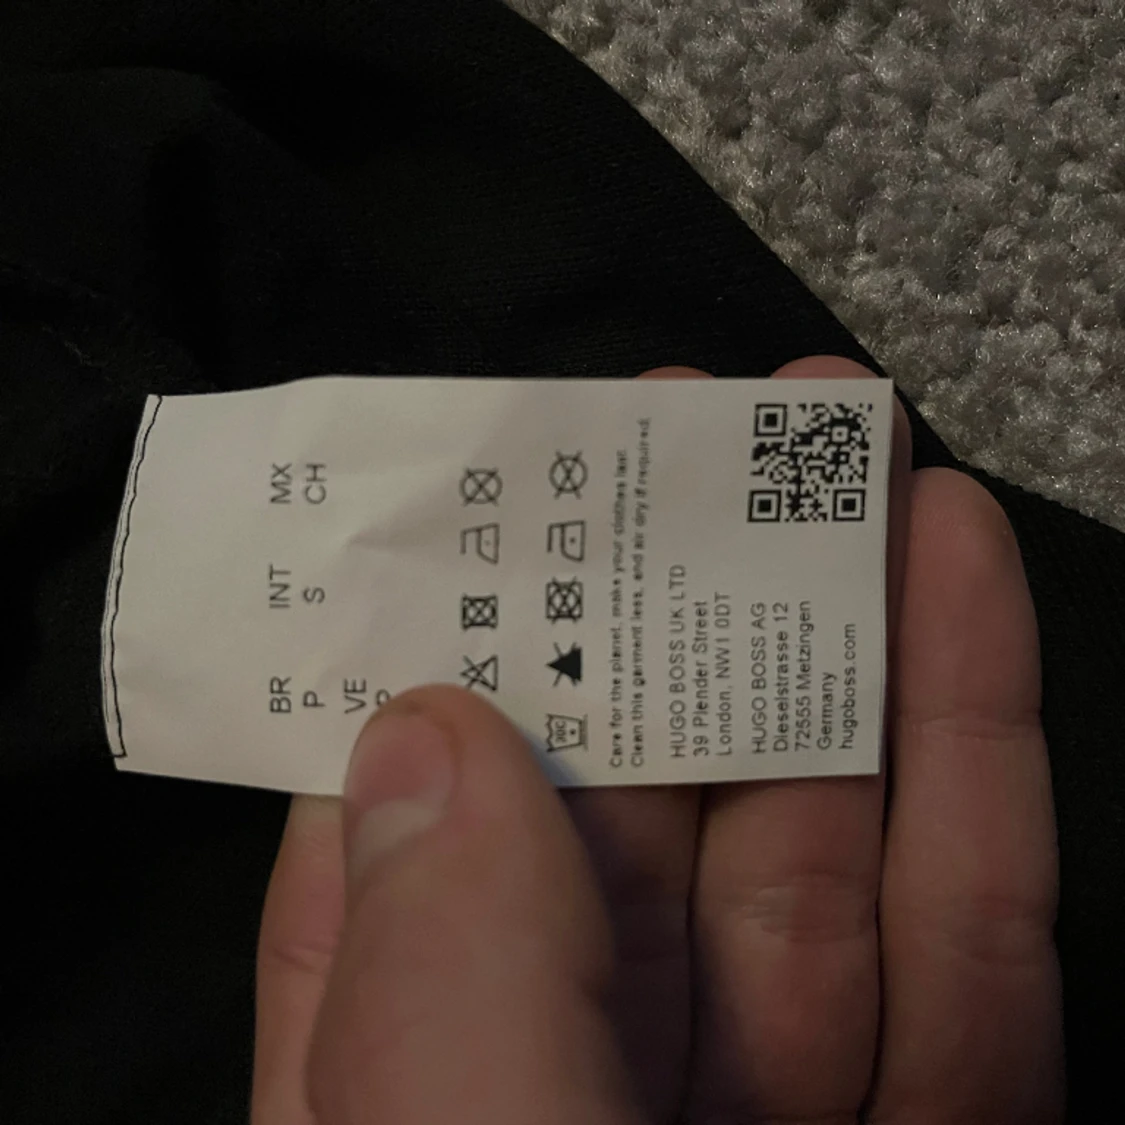 BR INT MX
P S CH
VE
30C
Care for the planet, make your clothes last.
Clean this garment less, and air dry if required.
HUGO BOSS UK LTD
39 Plender Street
London, NW1 0DT
HUGO BOSS AG
Dieselstrasse 12
72555 Metzingen
Germany
hugoboss.com